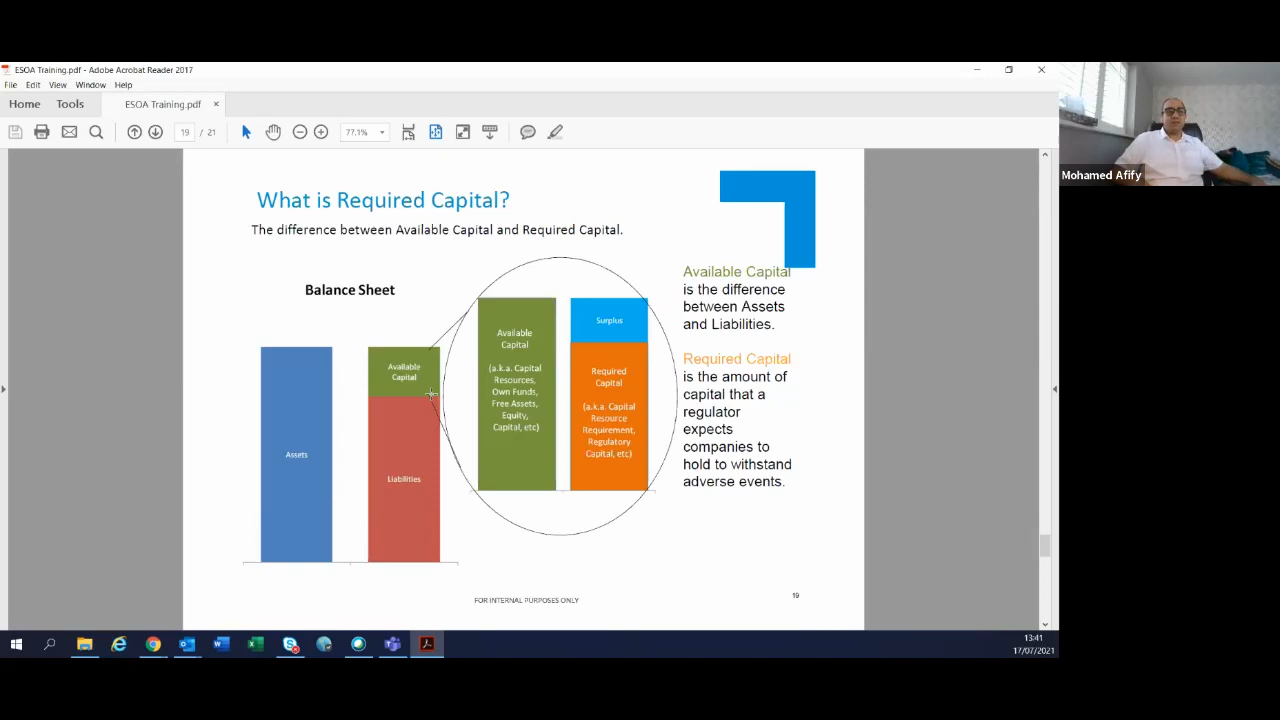 ESOA Training.pdf - Adobe Acrobat Reader 2017
File Edit View Window Help
Home Tools ESOA Training.pdf ×
19 / 21 77.1%
What is Required Capital?
The difference between Available Capital and Required Capital.
Balance Sheet
Assets
Available
Capital
Liabilities
Available
Capital
(a.k.a. Capital
Resources,
Own Funds,
Free Assets,
Equity,
Capital, etc)
Surplus
Required
Capital
(a.k.a. Capital
Resource
Requirement,
Regulatory
Capital, etc)
Available Capital
is the difference
between Assets
and Liabilities.
Required Capital
is the amount of
capital that a
regulator
expects
companies to
hold to withstand
adverse events.
FOR INTERNAL PURPOSES ONLY
19
Mohamed Afify
13:41
17/07/2021